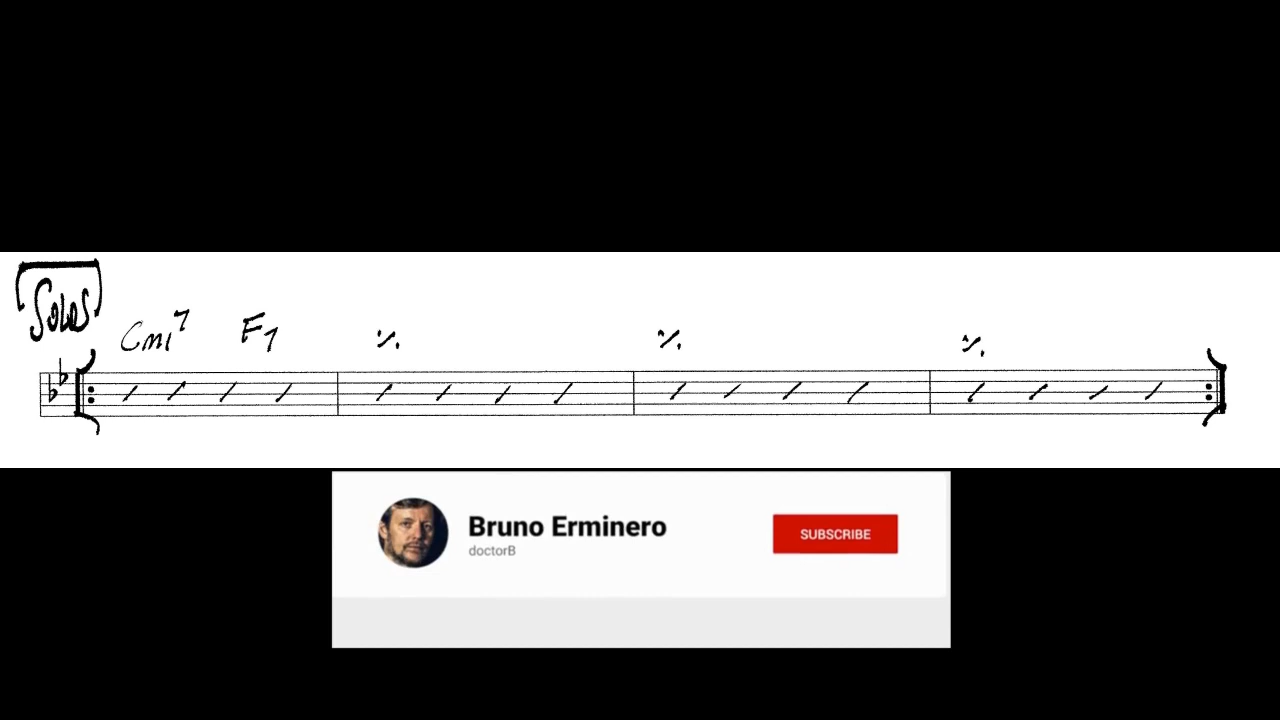 Solos
Cmi7 F7 % % %
Bruno Erminero
doctorB
SUBSCRIBE